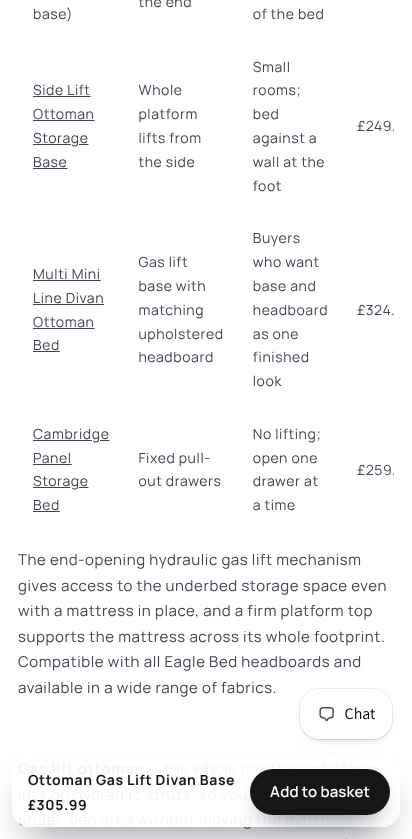 the end
base)
of the bed
Side Lift
Ottoman
Storage
Base
Whole
platform
lifts from
the side
Small
rooms;
bed
against a
wall at the
foot
£249.
Multi Mini
Line Divan
Ottoman
Bed
Gas lift
base with
matching
upholstered
headboard
Buyers
who want
base and
headboard
as one
finished
look
£324.
Cambridge
Panel
Storage
Bed
Fixed pull-
out drawers
No lifting;
open one
drawer at
a time
£259.
The end-opening hydraulic gas lift mechanism
gives access to the underbed storage space even
with a mattress in place, and a firm platform top
supports the mattress across its whole footprint.
Compatible with all Eagle Bed headboards and
available in a wide range of fabrics.
Chat
Ottoman Gas Lift Divan Base
£305.99
Add to basket